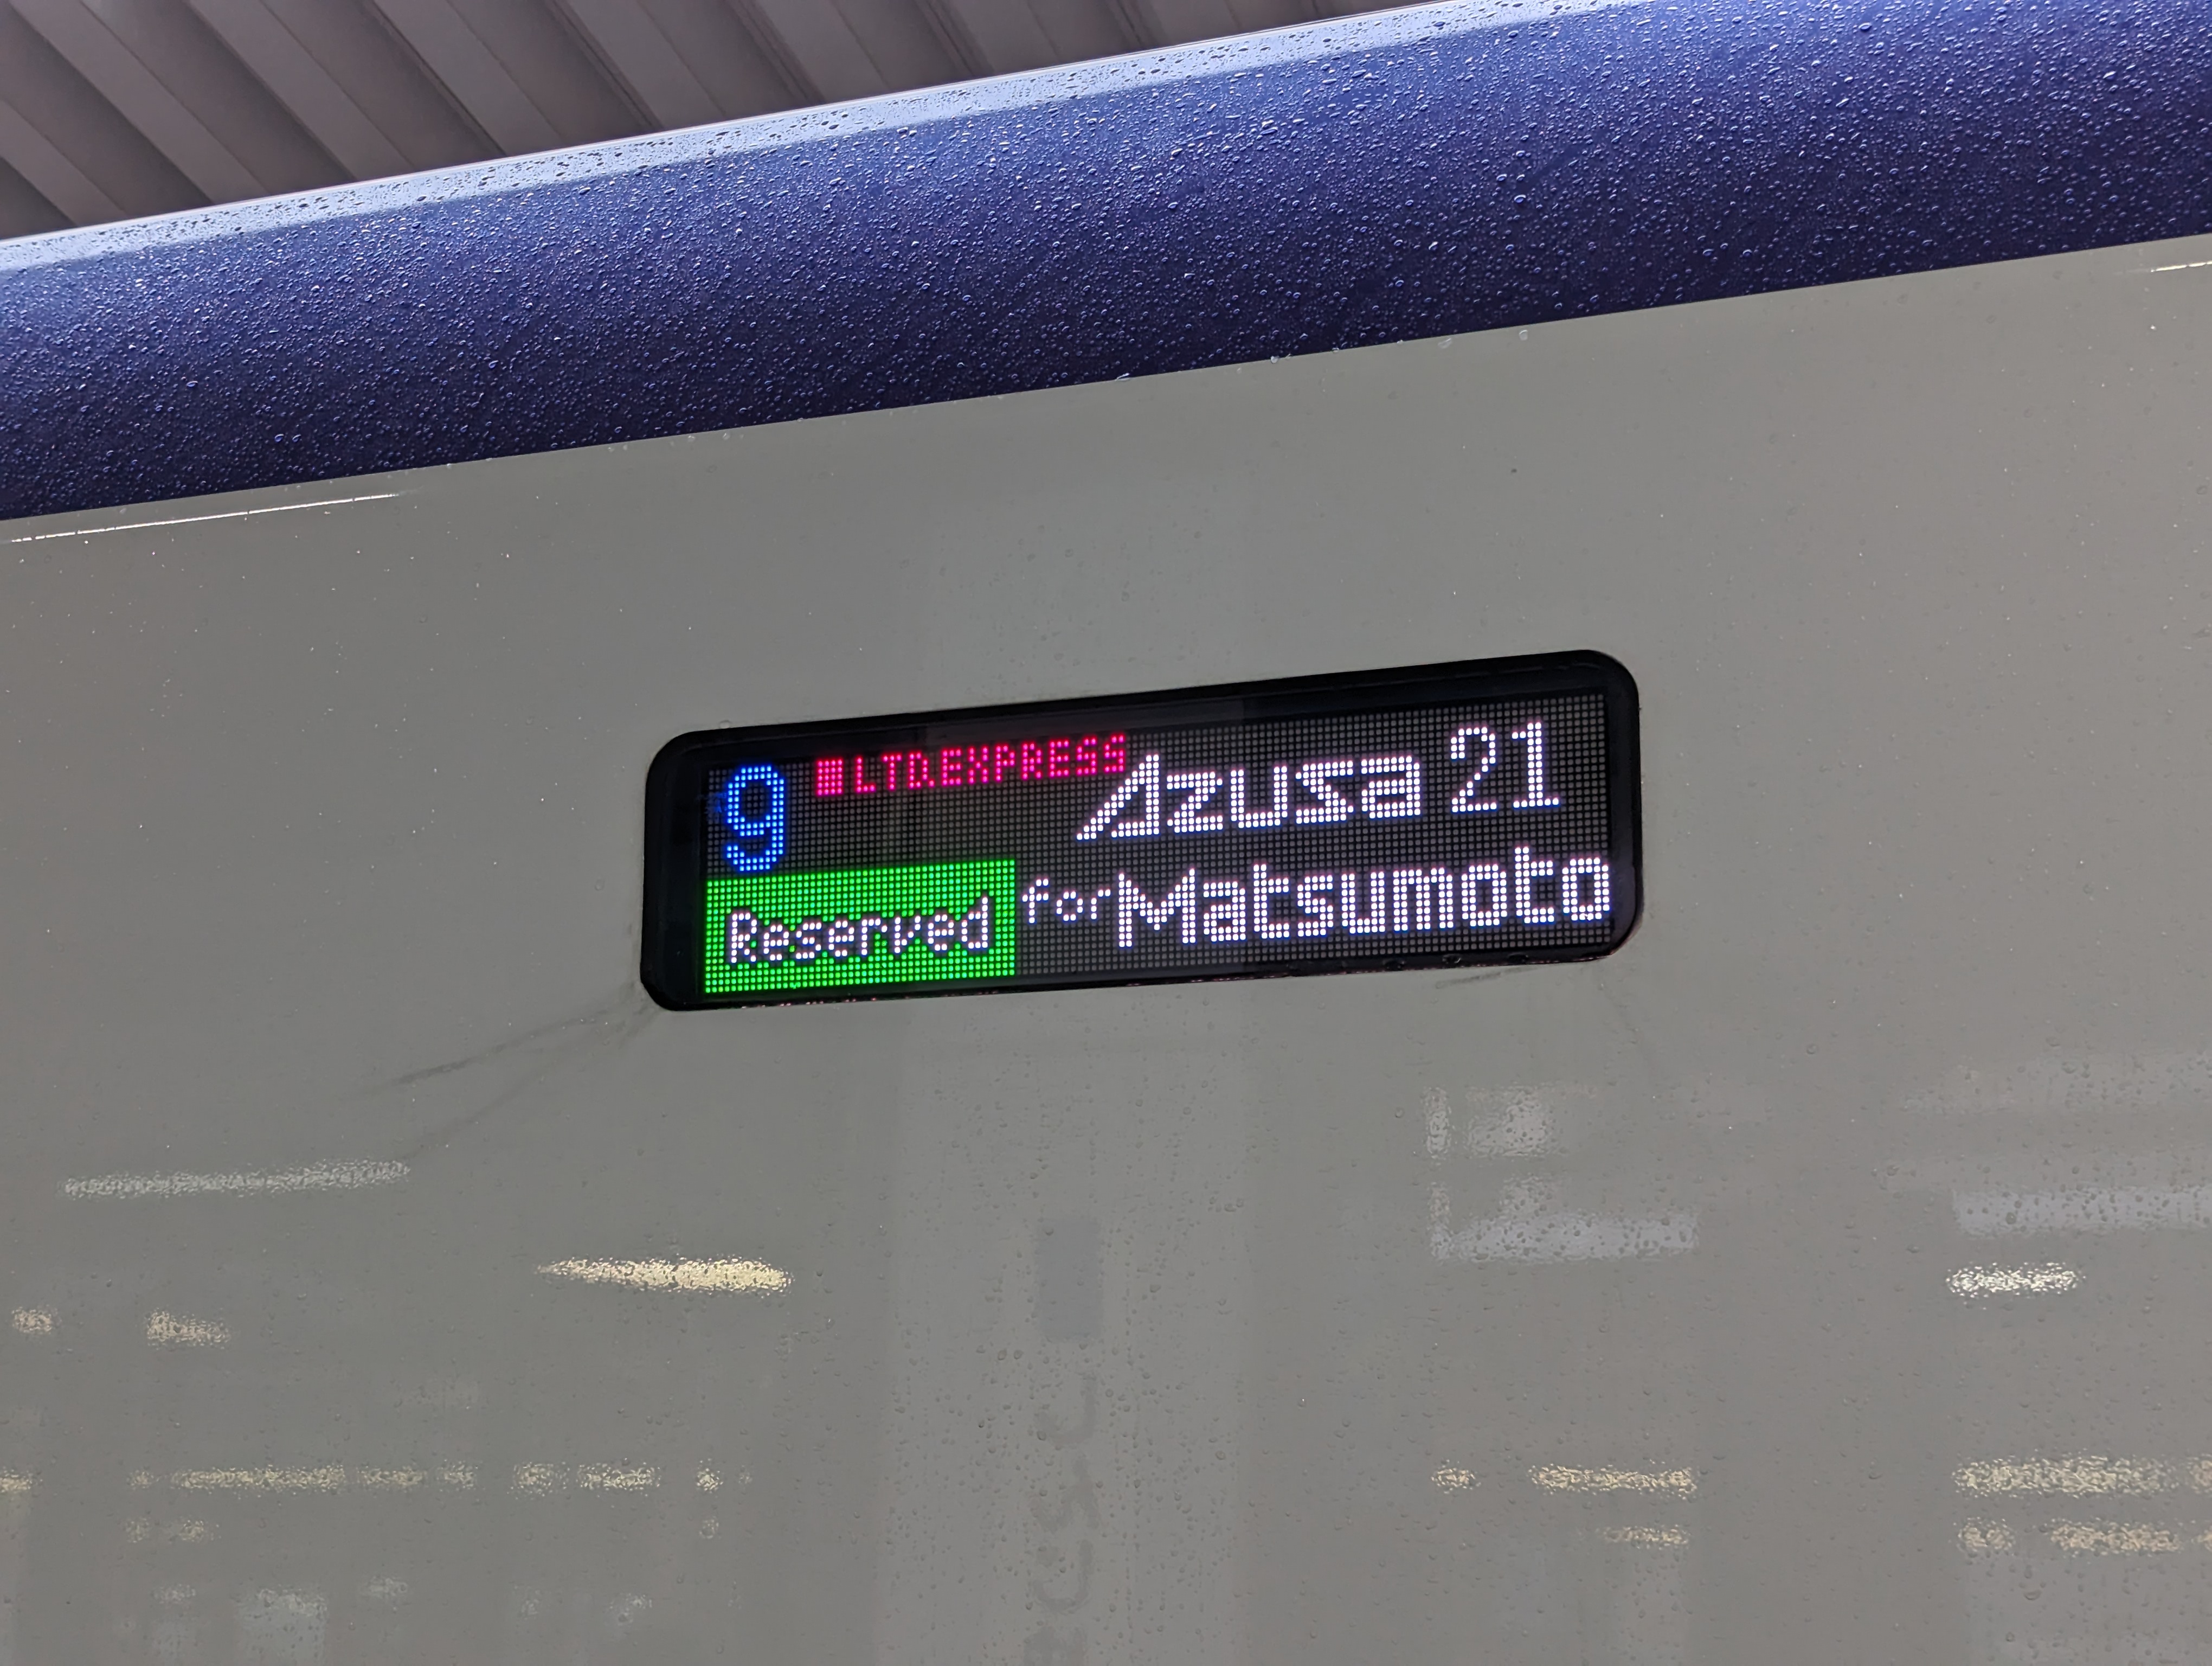 9 LTD.EXPRESS Azusa 21
Reserved for Matsumoto